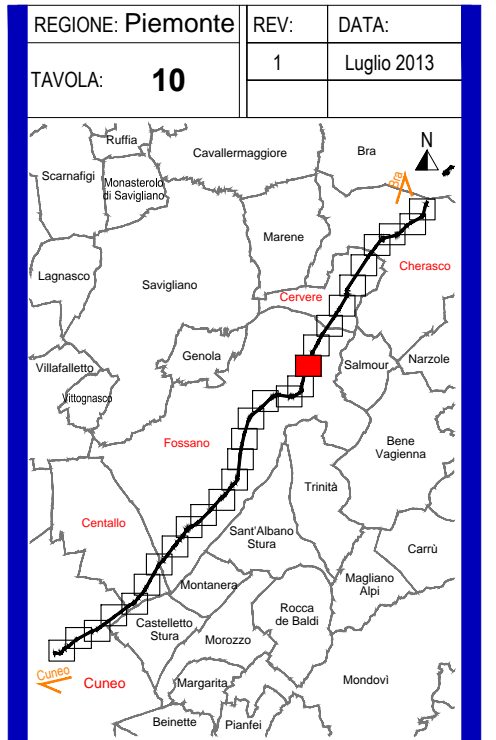 REGIONE: Piemonte
REV:
DATA:
TAVOLA: 10
1
Luglio 2013
Ruffia
Cavallermaggiore
Bra
N
Scarnafigi
Monasterolo
di Savigliano
Bra
Marene
Cherasco
Lagnasco
Savigliano
Cervere
Genola
Salmour
Narzole
Villafalletto
Vittognasco
Fossano
Bene
Vagienna
Trinità
Centallo
Sant'Albano
Stura
Carrù
Magliano
Alpi
Montanera
Rocca
de Baldi
Castelletto
Stura
Morozzo
Cuneo
Cuneo
Margarita
Mondovì
Beinette
Pianfei